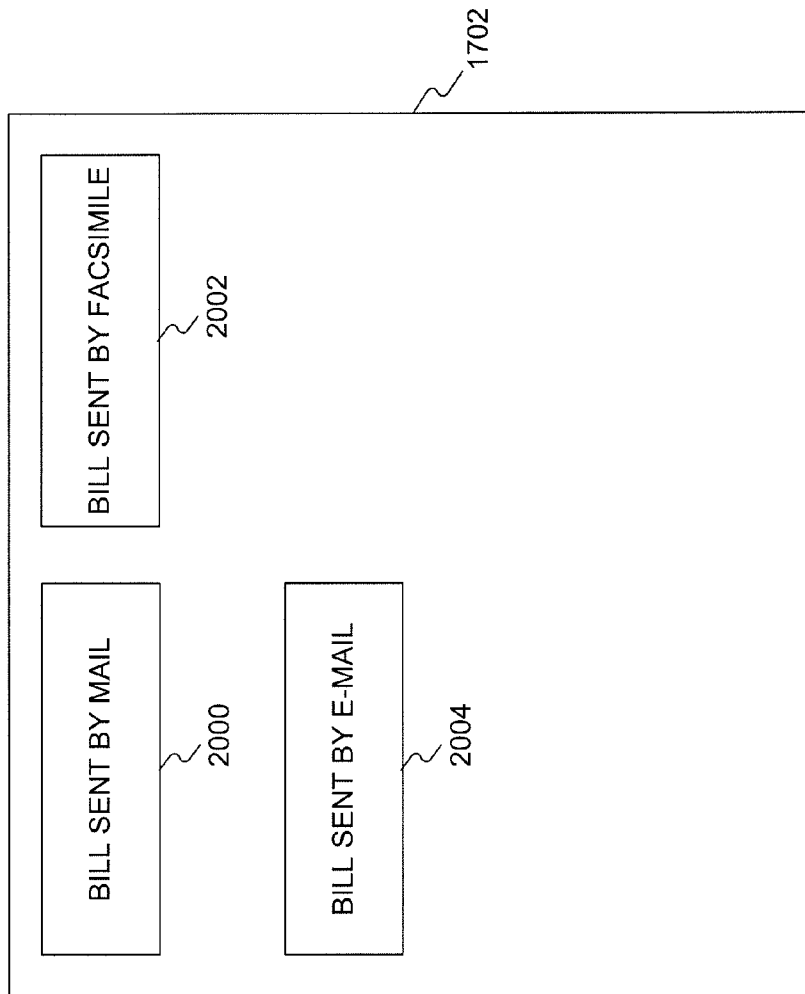 BILL SENT BY MAIL
2000
BILL SENT BY FACSIMILE
2002
BILL SENT BY E-MAIL
2004
1702